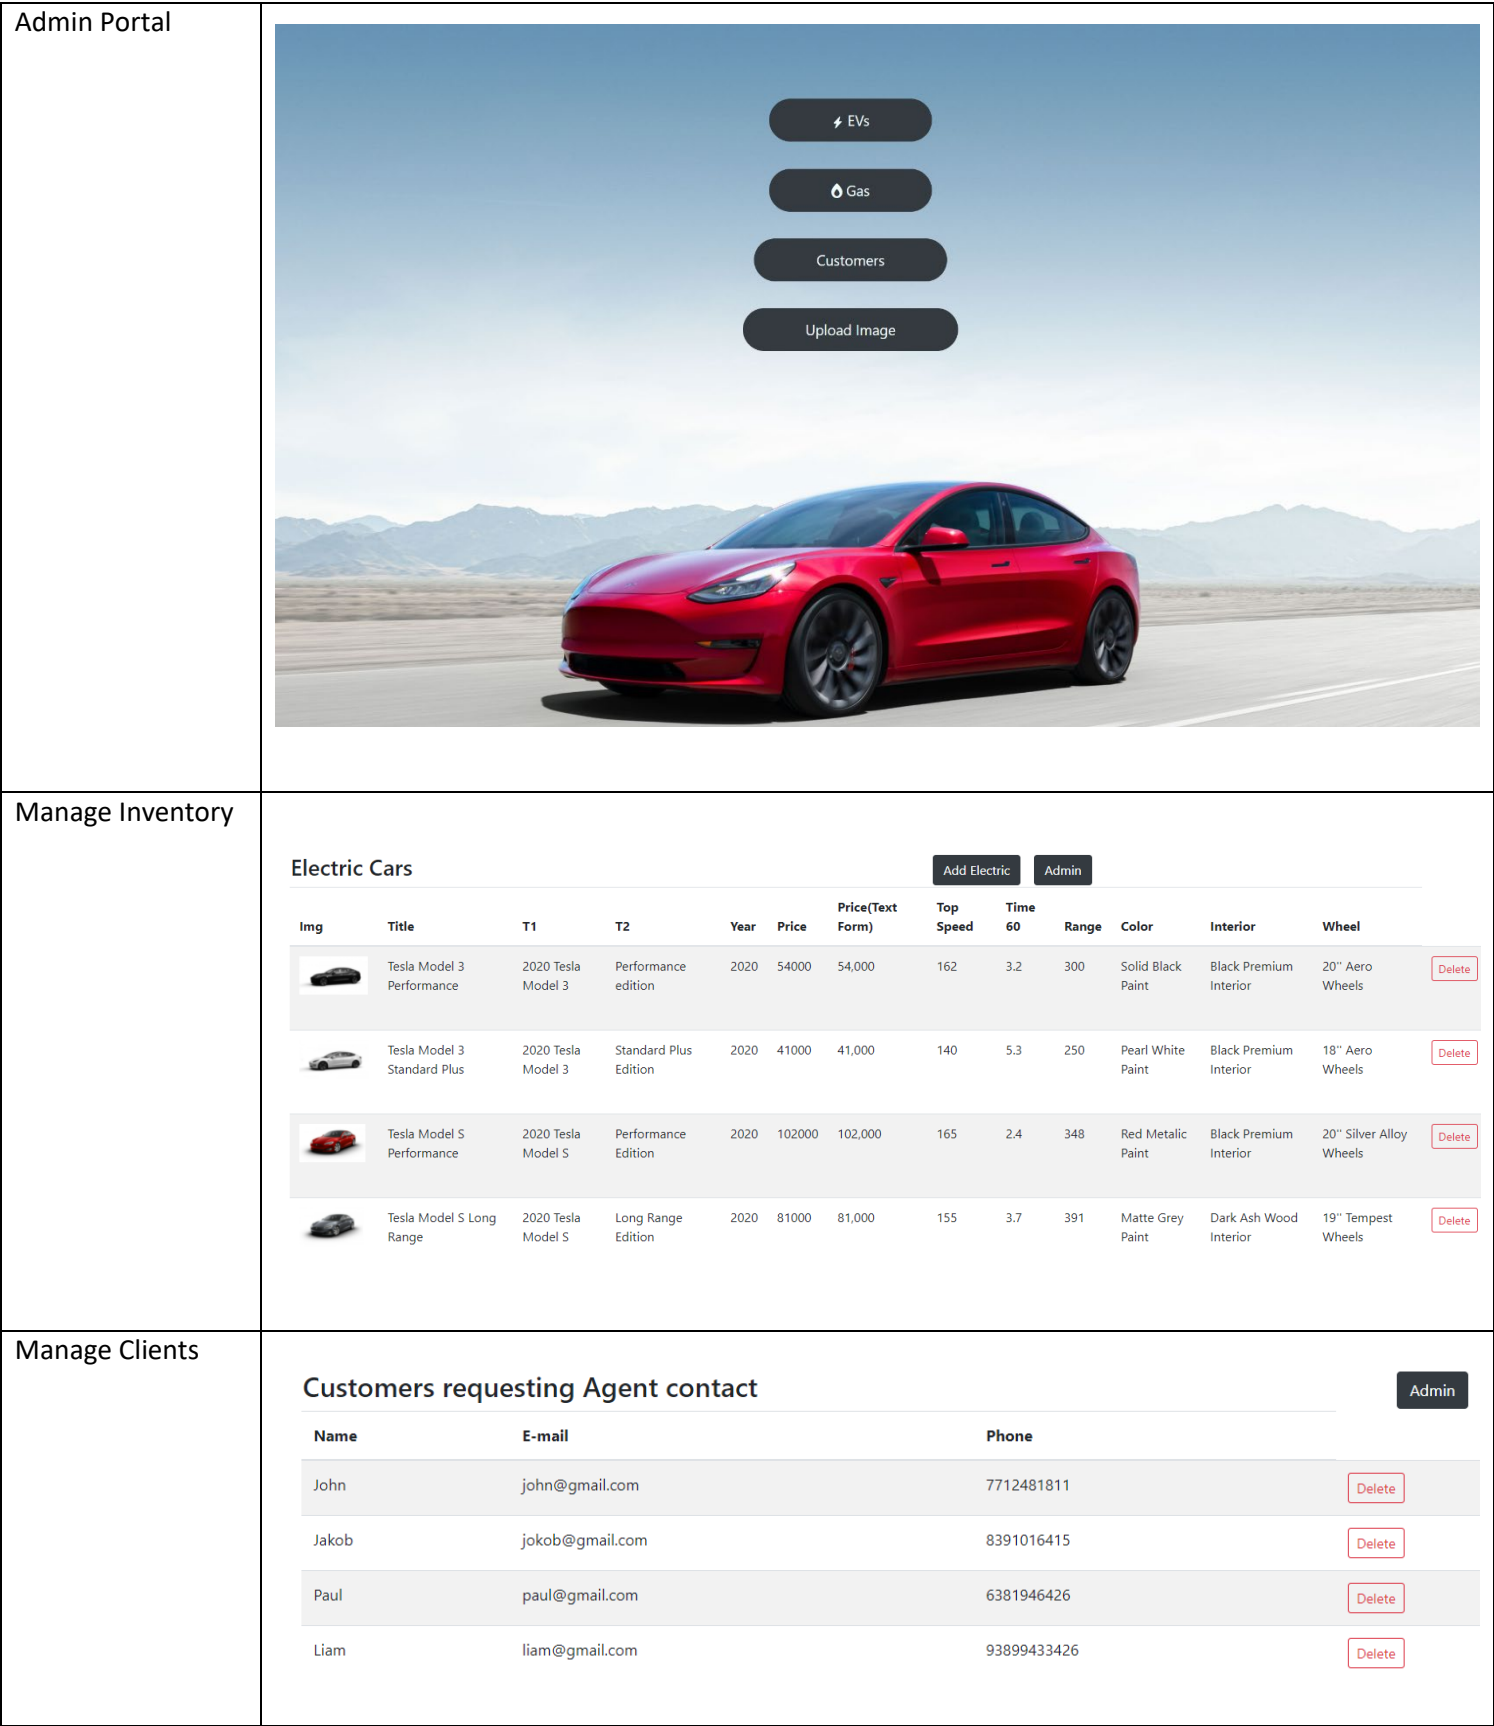 Admin Portal
EVs
Gas
Customers
Upload Image
Manage Inventory
Electric Cars
Add Electric
Admin
Img Title T1 T2 Year Price Price(Text Form) Top Speed Time 60 Range Color Interior Wheel
Tesla Model 3 Performance 2020 Tesla Model 3 Performance edition 2020 54000 54,000 162 3.2 300 Solid Black Paint Black Premium Interior 20'' Aero Wheels Delete
Tesla Model 3 Standard Plus 2020 Tesla Model 3 Standard Plus Edition 2020 41000 41,000 140 5.3 250 Pearl White Paint Black Premium Interior 18'' Aero Wheels Delete
Tesla Model S Performance 2020 Tesla Model S Performance Edition 2020 102000 102,000 165 2.4 348 Red Metalic Paint Black Premium Interior 20'' Silver Alloy Wheels Delete
Tesla Model S Long Range 2020 Tesla Model S Long Range Edition 2020 81000 81,000 155 3.7 391 Matte Grey Paint Dark Ash Wood Interior 19'' Tempest Wheels Delete
Manage Clients
Customers requesting Agent contact
Admin
Name E-mail Phone
John john@gmail.com 7712481811 Delete
Jakob jokob@gmail.com 8391016415 Delete
Paul paul@gmail.com 6381946426 Delete
Liam liam@gmail.com 93899433426 Delete